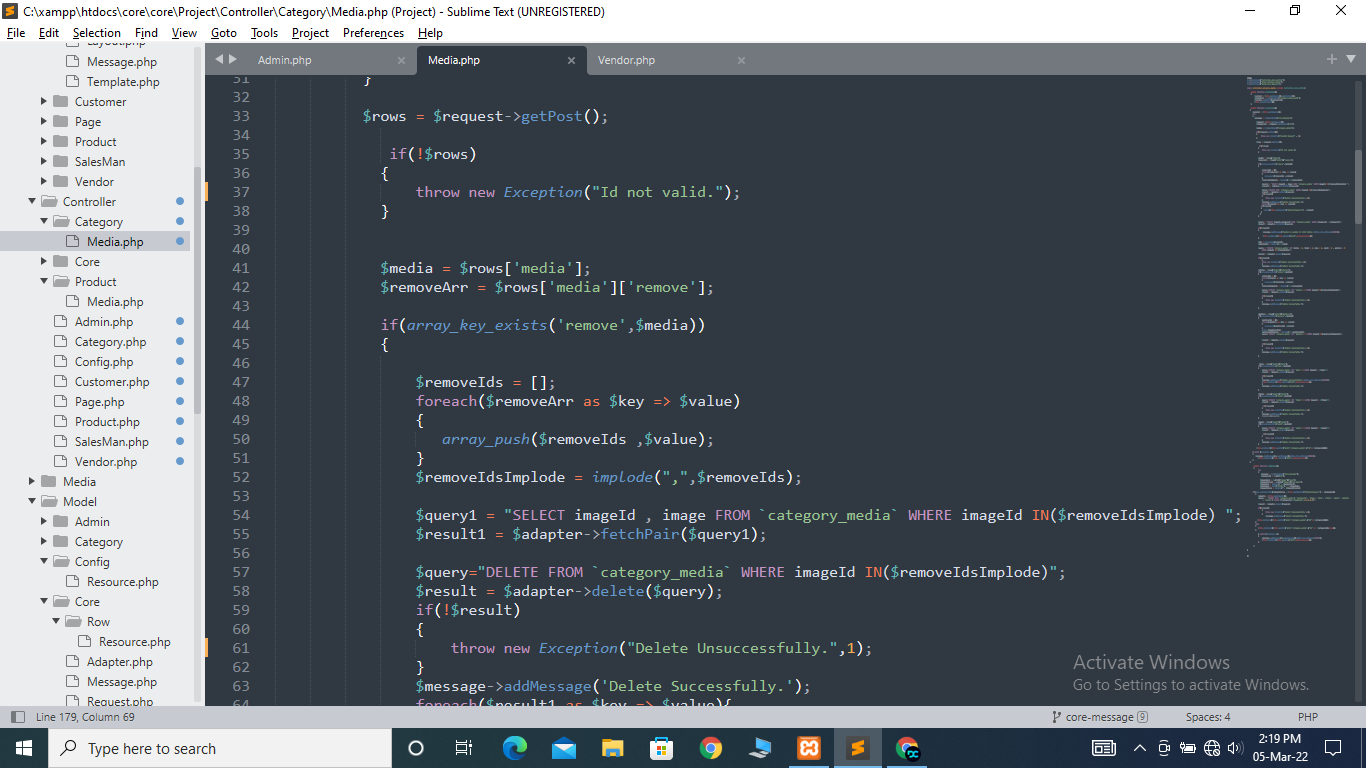 C:\xampp\htdocs\core\core\Project\Controller\Category\Media.php (Project) - Sublime Text (UNREGISTERED)
File Edit Selection Find View Goto Tools Project Preferences Help
Layout.php
Message.php
Template.php
Customer
Page
Product
SalesMan
Vendor
Controller
Category
Media.php
Core
Product
Media.php
Admin.php
Category.php
Config.php
Customer.php
Page.php
Product.php
SalesMan.php
Vendor.php
Media
Model
Admin
Category
Config
Resource.php
Core
Row
Resource.php
Adapter.php
Message.php
Request.php
Admin.php Media.php Vendor.php
31 }
32
33 $rows = $request->getPost();
34
35 if(!$rows)
36 {
37 throw new Exception("Id not valid.");
38 }
39
40
41 $media = $rows['media'];
42 $removeArr = $rows['media']['remove'];
43
44 if(array_key_exists('remove',$media))
45 {
46
47 $removeIds = [];
48 foreach($removeArr as $key => $value)
49 {
50 array_push($removeIds ,$value);
51 }
52 $removeIdsImplode = implode(",",$removeIds);
53
54 $query1 = "SELECT imageId , image FROM `category_media` WHERE imageId IN($removeIdsImplode) ";
55 $result1 = $adapter->fetchPair($query1);
56
57 $query="DELETE FROM `category_media` WHERE imageId IN($removeIdsImplode)";
58 $result = $adapter->delete($query);
59 if(!$result)
60 {
61 throw new Exception("Delete Unsuccessfully.",1);
62 }
63 $message->addMessage('Delete Successfully.');
64 foreach($result1 as $key => $value){
Activate Windows
Go to Settings to activate Windows.
Line 179, Column 69 core-message 9 Spaces: 4 PHP
Type here to search
DC
2:19 PM
05-Mar-22